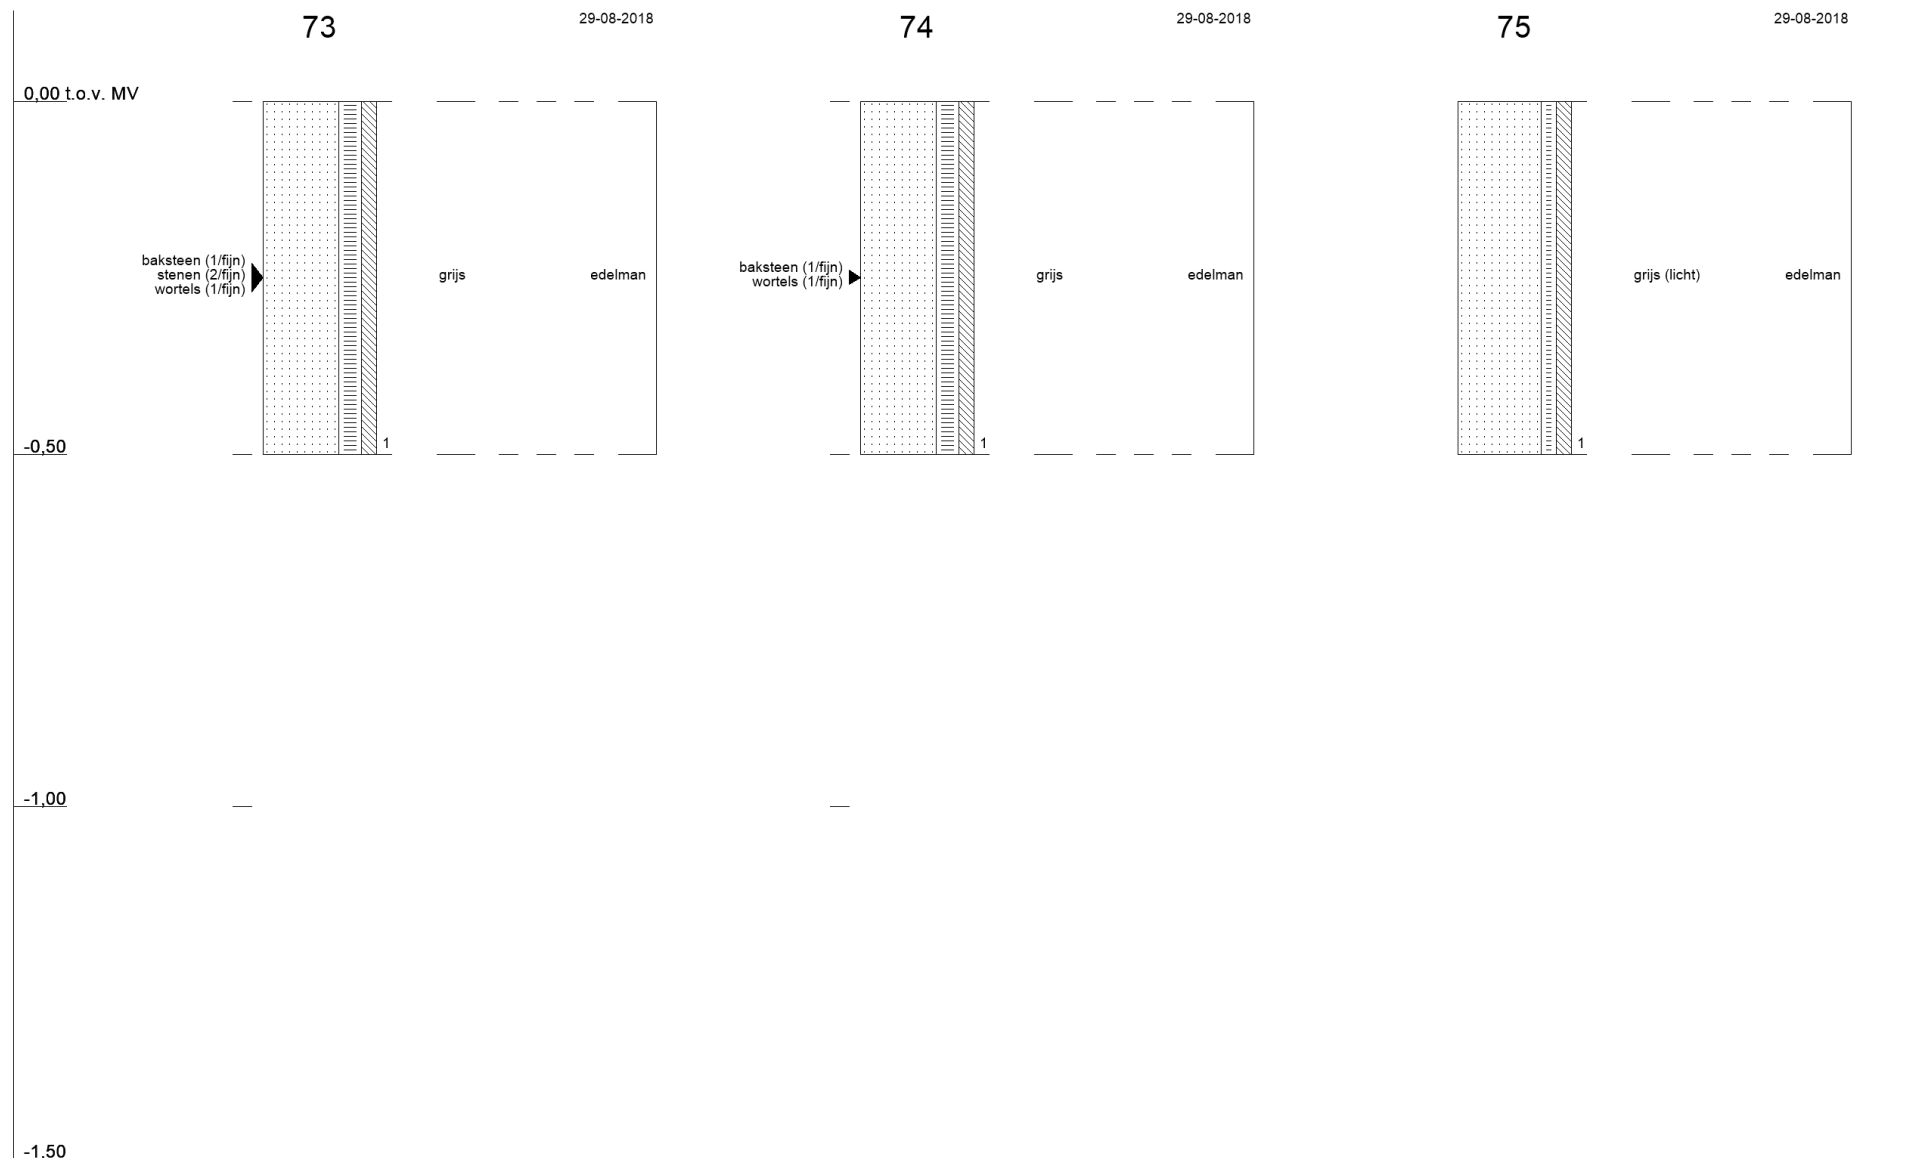 73
29-08-2018
74
29-08-2018
75
29-08-2018
0,00 t.o.v. MV
baksteen (1/fijn)
stenen (2/fijn)
wortels (1/fijn)
grijs
edelman
1
baksteen (1/fijn)
wortels (1/fijn)
grijs
edelman
1
grijs (licht)
edelman
1
-0,50
-1,00
-1,50